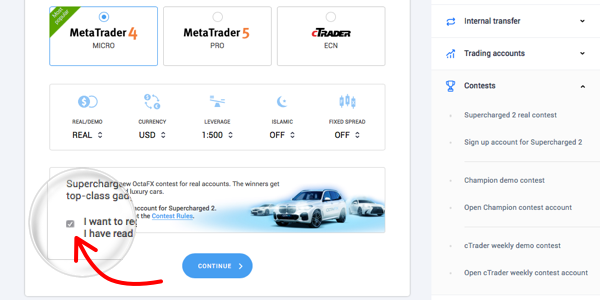 Most popular
MetaTrader 4
MICRO
MetaTrader 5
PRO
cTRADER
ECN
REAL/DEMO
REAL
CURRENCY
USD
LEVERAGE
1:500
ISLAMIC
OFF
FIXED SPREAD
OFF
Supercharg
new OctaFX contest for real accounts. The winners get
top-class gad
d luxury cars.
I want to reg
account for Supercharged 2.
I have read
t the Contest Rules.
CONTINUE
Internal transfer
Trading accounts
Contests
Supercharged 2 real contest
Sign up account for Supercharged 2
Champion demo contest
Open Champion contest account
cTrader weekly demo contest
Open cTrader weekly contest account